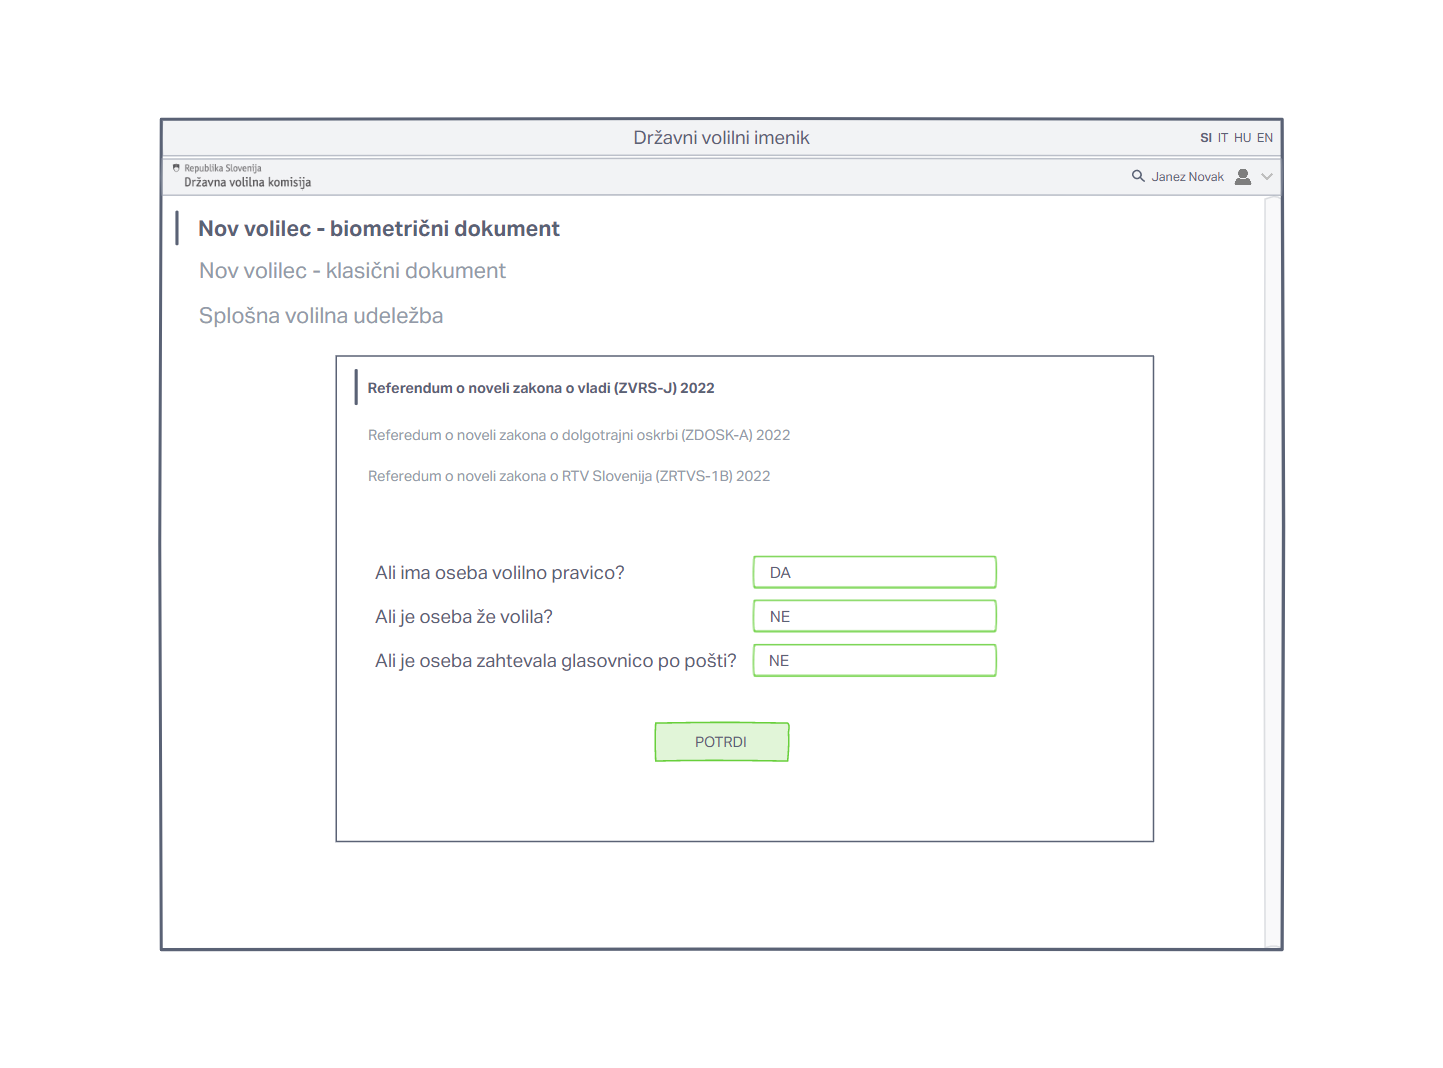 Državni volilni imenik
SI IT HU EN
Republika Slovenija
Državna volilna komisija
Janez Novak
Nov volilec - biometrični dokument
Nov volilec - klasični dokument
Splošna volilna udeležba
Referendum o noveli zakona o vladi (ZVRS-J) 2022
Referedum o noveli zakona o dolgotrajni oskrbi (ZDOSK-A) 2022
Referedum o noveli zakona o RTV Slovenija (ZRTVS-1B) 2022
Ali ima oseba volilno pravico? DA
Ali je oseba že volila? NE
Ali je oseba zahtevala glasovnico po pošti? NE
POTRDI